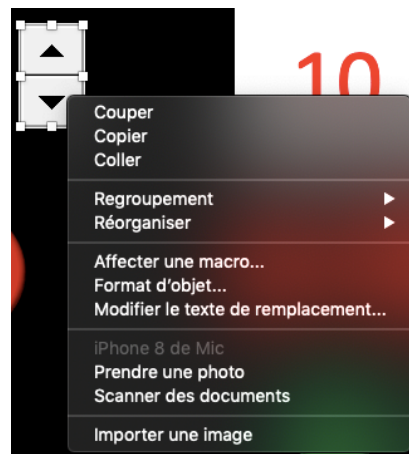 10
Couper
Copier
Coller
Regroupement
Réorganiser
Affecter une macro...
Format d'objet...
Modifier le texte de remplacement...
iPhone 8 de Mic
Prendre une photo
Scanner des documents
Importer une image